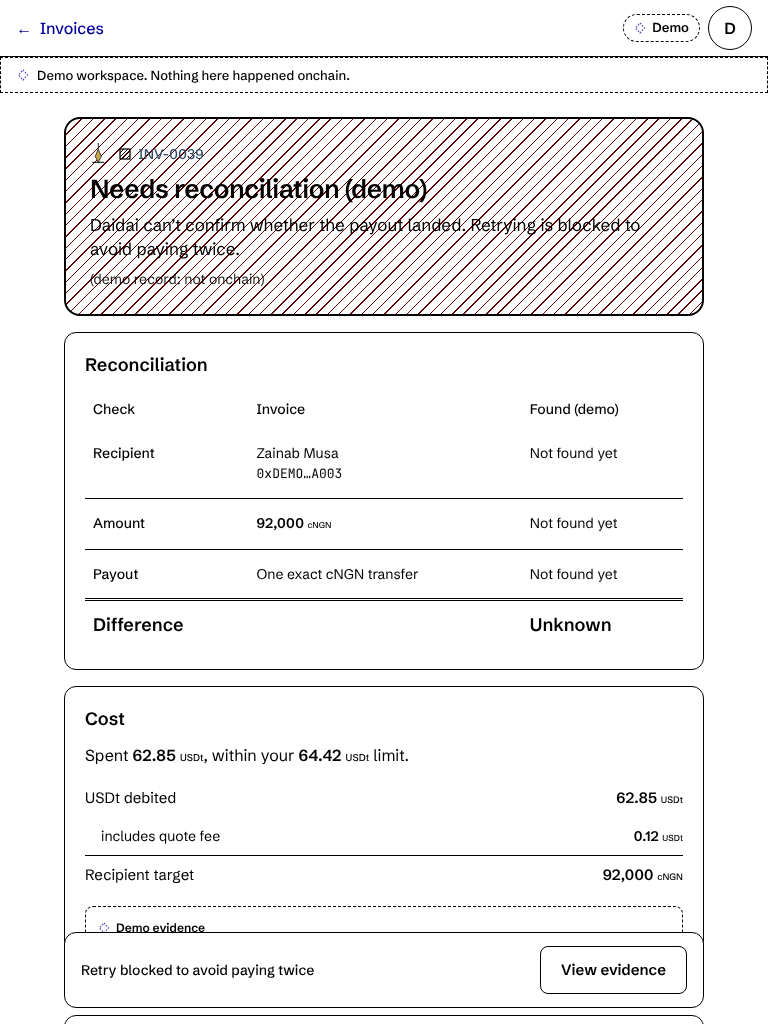 ← Invoices
Demo
D
Demo workspace. Nothing here happened onchain.
INV-0039
Needs reconciliation (demo)
Daidai can’t confirm whether the payout landed. Retrying is blocked to
avoid paying twice.
(demo record: not onchain)
Reconciliation
Check Invoice Found (demo)
Recipient Zainab Musa Not found yet
0xDEMO…A003
Amount 92,000 cNGN Not found yet
Payout One exact cNGN transfer Not found yet
Difference Unknown
Cost
Spent 62.85 USDt, within your 64.42 USDt limit.
USDt debited 62.85 USDt
includes quote fee 0.12 USDt
Recipient target 92,000 cNGN
Demo evidence
Retry blocked to avoid paying twice View evidence